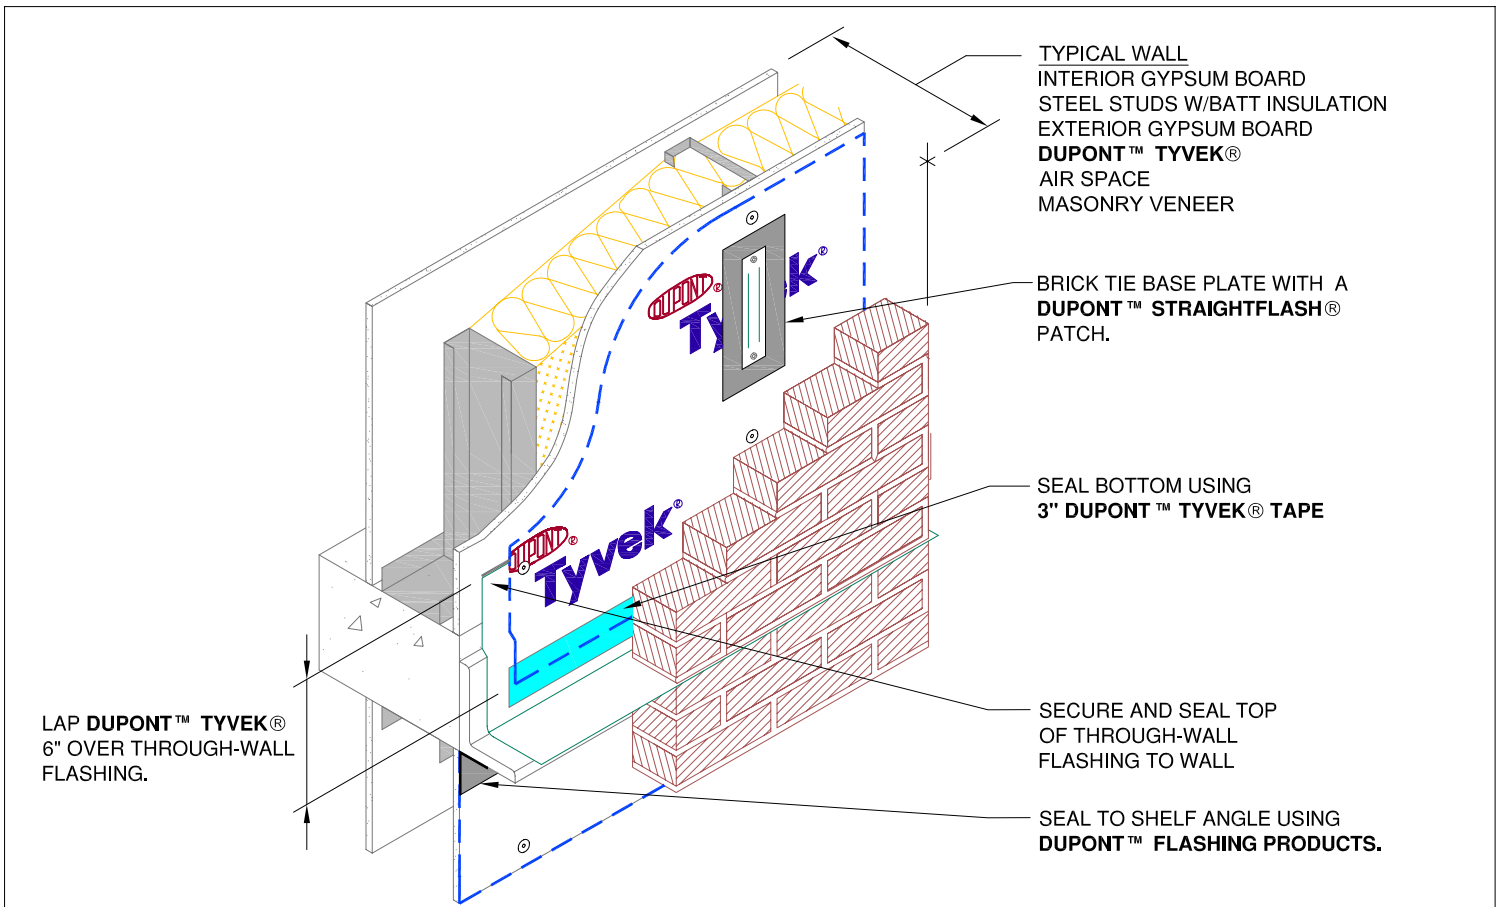 TYPICAL WALL
INTERIOR GYPSUM BOARD
STEEL STUDS W/BATT INSULATION
EXTERIOR GYPSUM BOARD
DUPONT™ TYVEK®
AIR SPACE
MASONRY VENEER
BRICK TIE BASE PLATE WITH A
DUPONT™ STRAIGHTFLASH®
PATCH.
DUPONT®
Tyvek®
SEAL BOTTOM USING
3" DUPONT™ TYVEK® TAPE
DUPONT®
Tyvek®
LAP DUPONT™ TYVEK®
6" OVER THROUGH-WALL
FLASHING.
SECURE AND SEAL TOP
OF THROUGH-WALL
FLASHING TO WALL
SEAL TO SHELF ANGLE USING
DUPONT™ FLASHING PRODUCTS.